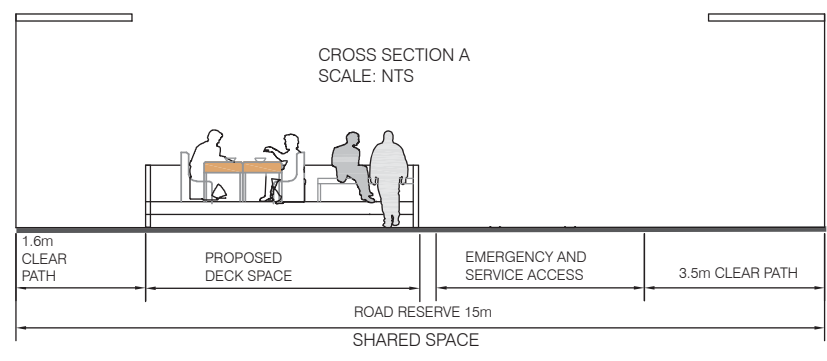 CROSS SECTION A
SCALE: NTS
1.6m
CLEAR
PATH
PROPOSED
DECK SPACE
EMERGENCY AND
SERVICE ACCESS
3.5m CLEAR PATH
ROAD RESERVE 15m
SHARED SPACE